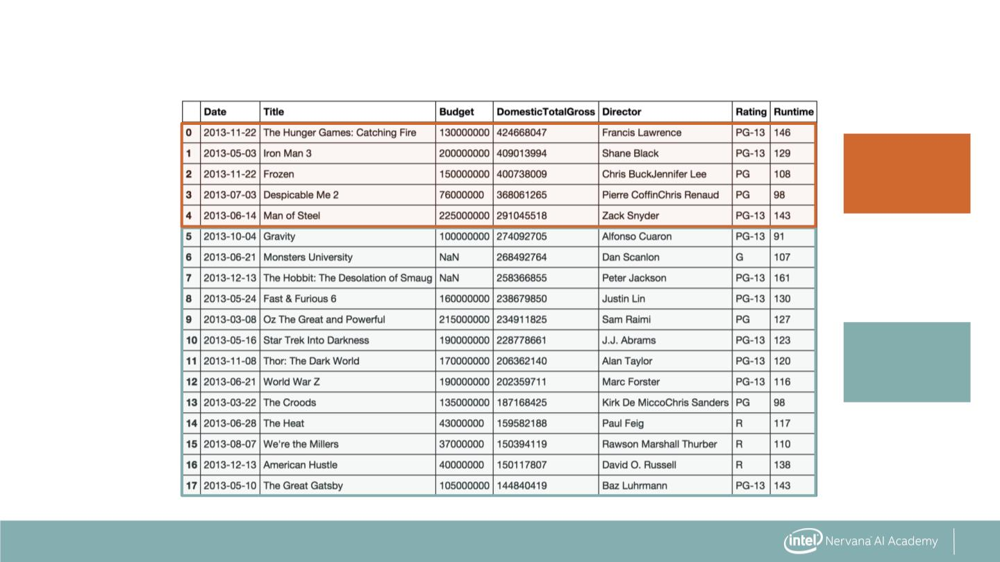 Date Title Budget DomesticTotalGross Director Rating Runtime
0 2013-11-22 The Hunger Games: Catching Fire 130000000 424668047 Francis Lawrence PG-13 146
1 2013-05-03 Iron Man 3 200000000 409013994 Shane Black PG-13 129
2 2013-11-22 Frozen 150000000 400738009 Chris BuckJennifer Lee PG 108
3 2013-07-03 Despicable Me 2 76000000 368061265 Pierre CoffinChris Renaud PG 98
4 2013-06-14 Man of Steel 225000000 291045518 Zack Snyder PG-13 143
5 2013-10-04 Gravity 100000000 274092705 Alfonso Cuaron PG-13 91
6 2013-06-21 Monsters University NaN 268492764 Dan Scanlon G 107
7 2013-12-13 The Hobbit: The Desolation of Smaug NaN 258366855 Peter Jackson PG-13 161
8 2013-05-24 Fast & Furious 6 160000000 238679850 Justin Lin PG-13 130
9 2013-03-08 Oz The Great and Powerful 215000000 234911825 Sam Raimi PG 127
10 2013-05-16 Star Trek Into Darkness 190000000 228778661 J.J. Abrams PG-13 123
11 2013-11-08 Thor: The Dark World 170000000 206362140 Alan Taylor PG-13 120
12 2013-06-21 World War Z 190000000 202359711 Marc Forster PG-13 116
13 2013-03-22 The Croods 135000000 187168425 Kirk De MiccoChris Sanders PG 98
14 2013-06-28 The Heat 43000000 159582188 Paul Feig R 117
15 2013-08-07 We're the Millers 37000000 150394119 Rawson Marshall Thurber R 110
16 2013-12-13 American Hustle 40000000 150117807 David O. Russell R 138
17 2013-05-10 The Great Gatsby 105000000 144840419 Baz Luhrmann PG-13 143
intel Nervana AI Academy